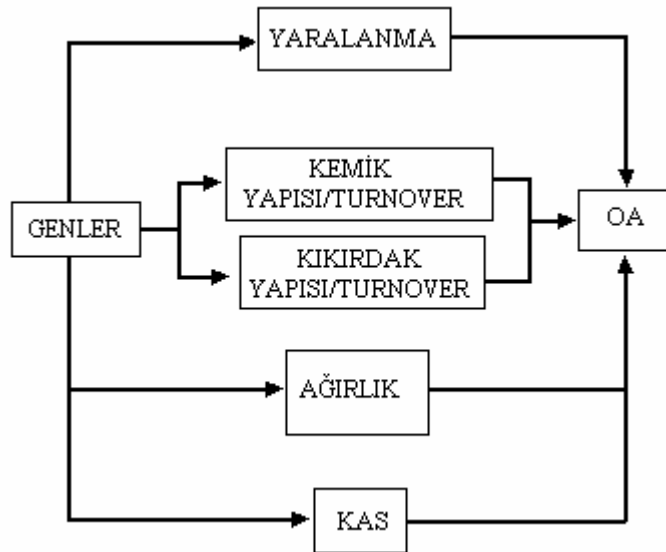 YARALANMA
KEMİK
YAPISI/TURNOVER
GENLER
OA
KIKIRDAK
YAPISI/TURNOVER
AĞIRLIK
KAS